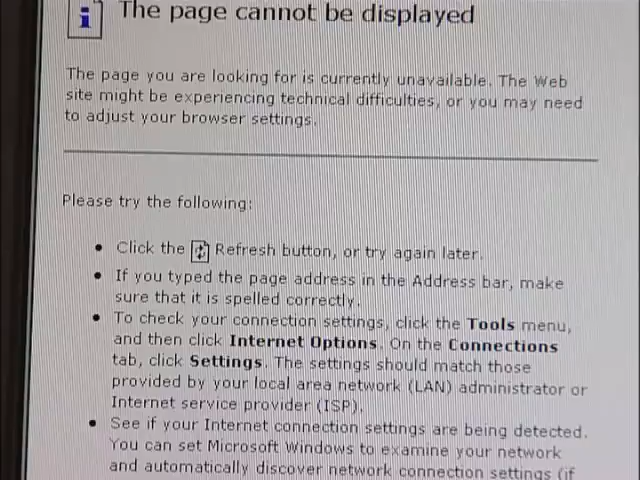 The page cannot be displayed
The page you are looking for is currently unavailable. The Web
site might be experiencing technical difficulties, or you may need
to adjust your browser settings.
Please try the following:
• Click the Refresh button, or try again later.
• If you typed the page address in the Address bar, make
sure that it is spelled correctly.
• To check your connection settings, click the Tools menu,
and then click Internet Options. On the Connections
tab, click Settings. The settings should match those
provided by your local area network (LAN) administrator or
Internet service provider (ISP).
• See if your Internet connection settings are being detected.
You can set Microsoft Windows to examine your network
and automatically discover network connection settings (if